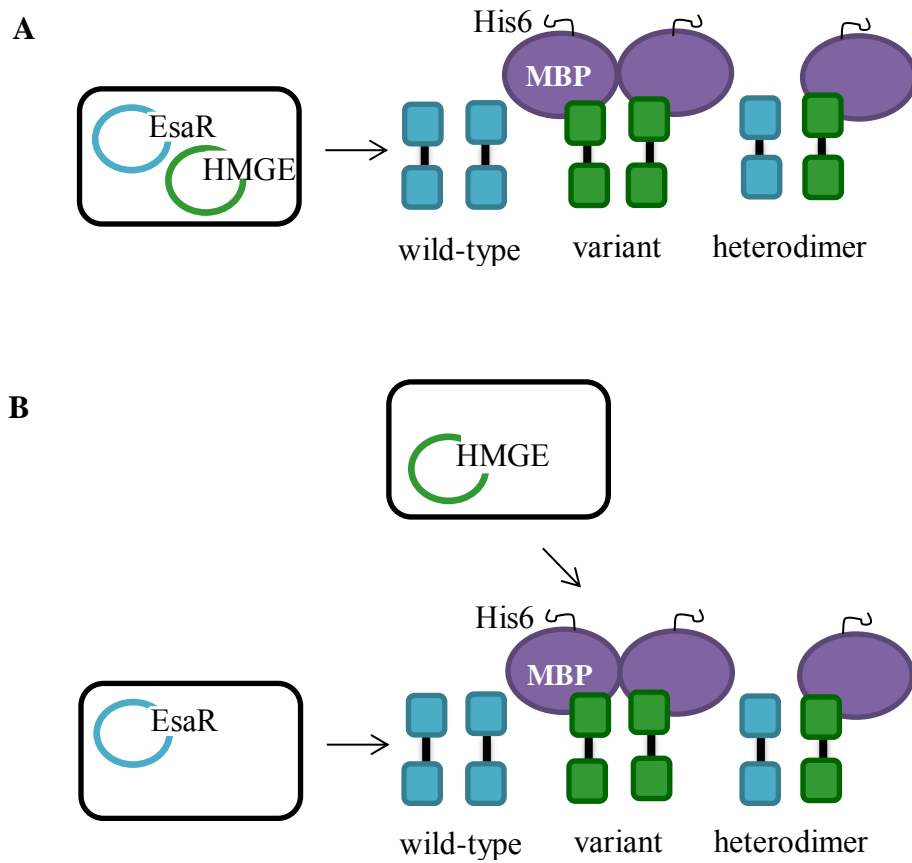 A
His6
MBP
EsaR
HMGE
wild-type
variant
heterodimer
B
HMGE
His6
MBP
EsaR
wild-type
variant
heterodimer